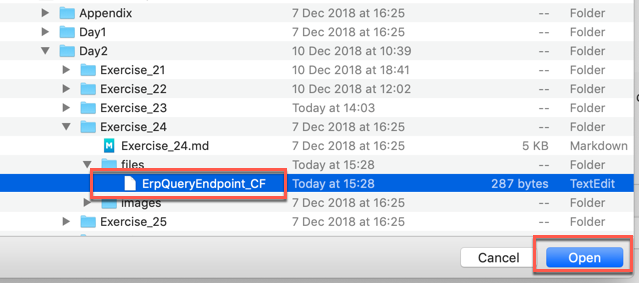 Appendix 7 Dec 2018 at 16:25 -- Folder
Day1 7 Dec 2018 at 16:25 -- Folder
Day2 10 Dec 2018 at 10:39 -- Folder
Exercise_21 10 Dec 2018 at 18:41 -- Folder
Exercise_22 10 Dec 2018 at 12:02 -- Folder
Exercise_23 Today at 14:03 -- Folder
Exercise_24 7 Dec 2018 at 16:25 -- Folder
Exercise_24.md 7 Dec 2018 at 16:25 5 KB Markdown
files Today at 15:28 -- Folder
ErpQueryEndpoint_CF Today at 15:28 287 bytes TextEdit
images 7 Dec 2018 at 16:25 -- Folder
Exercise_25 7 Dec 2018 at 16:25 -- Folder
Cancel Open